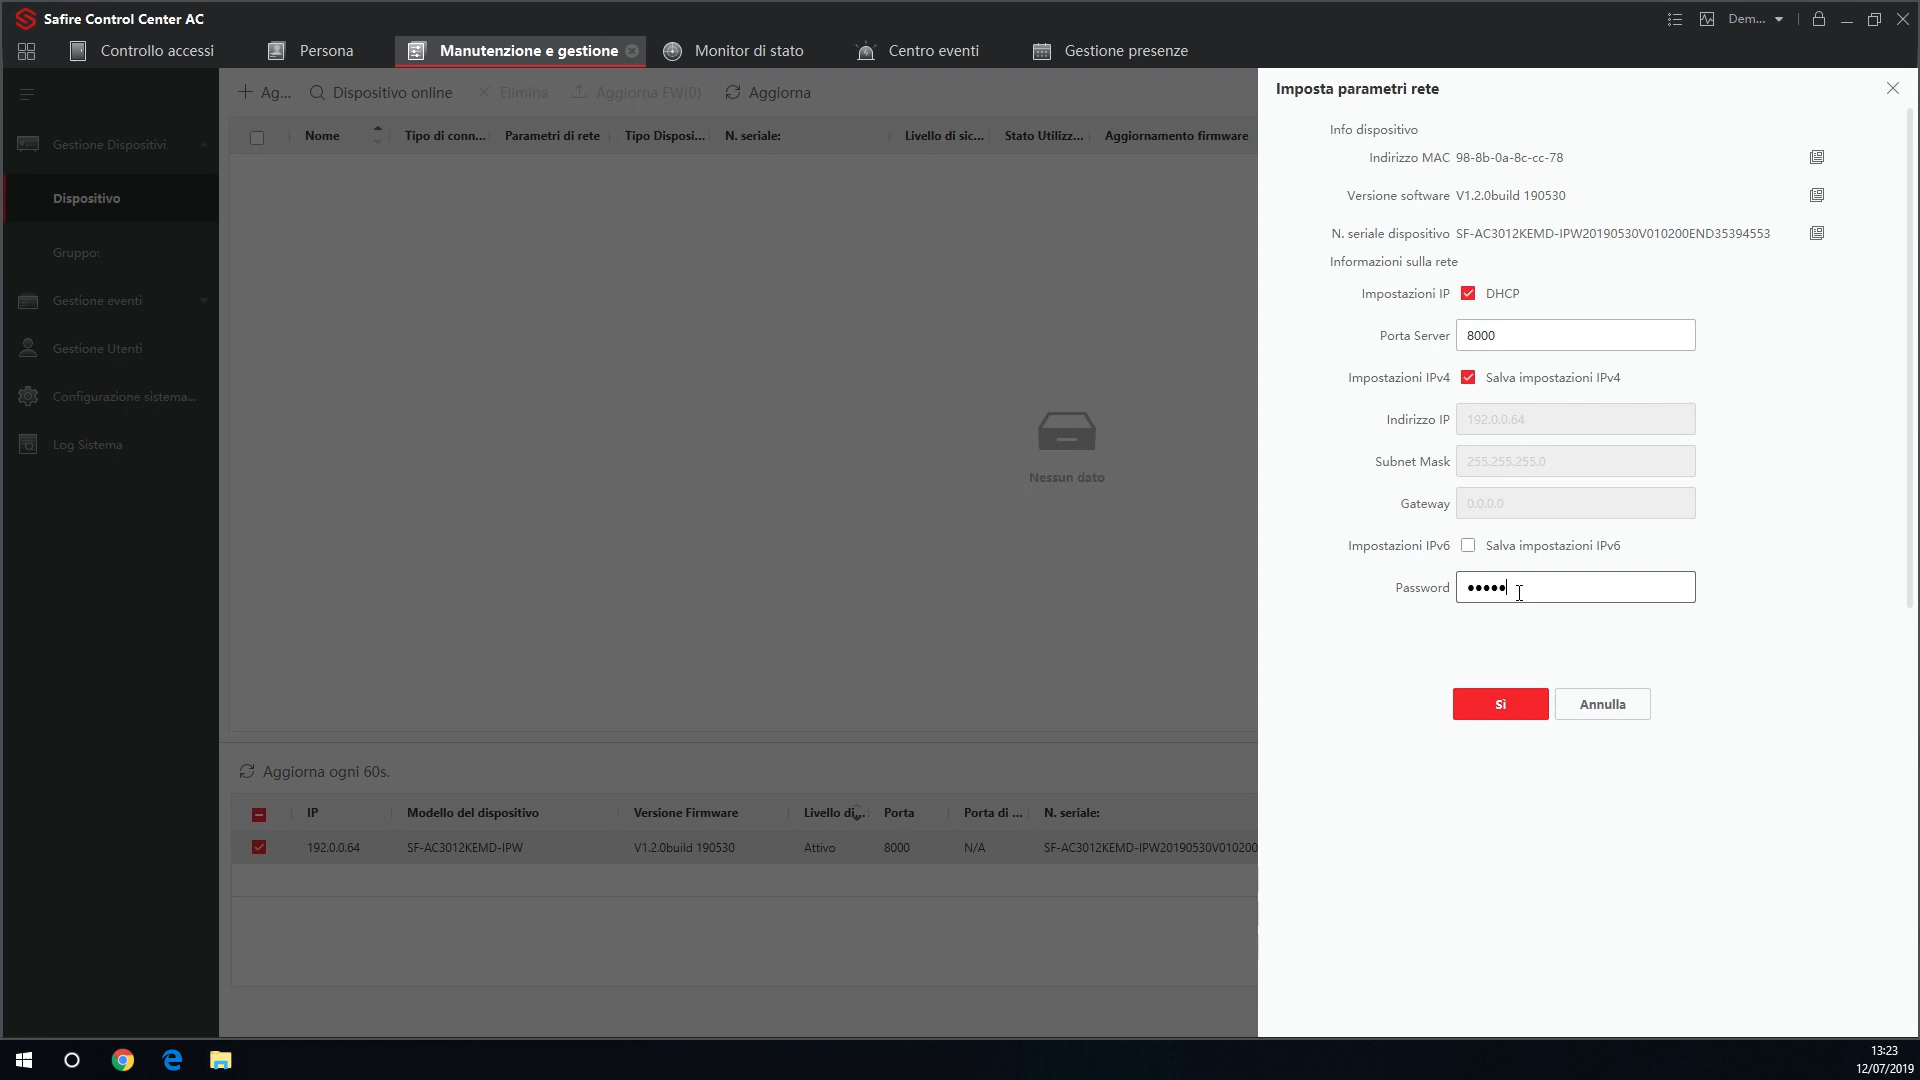 Safire Control Center AC
Dem...
Controllo accessi
Persona
Manutenzione e gestione
Monitor di stato
Centro eventi
Gestione presenze
Gestione Dispositivi
Dispositivo
Gruppo:
Gestione eventi
Gestione Utenti
Configurazione sistema...
Log Sistema
Ag...
Dispositivo online
Elimina
Aggiorna FW(0)
Aggiorna
Nome
Tipo di conn...
Parametri di rete
Tipo Disposi...
N. seriale:
Livello di sic...
Stato Utilizz...
Aggiornamento firmware
Nessun dato
Aggiorna ogni 60s.
IP
Modello del dispositivo
Versione Firmware
Livello di...
Porta
Porta di ...
N. seriale:
192.0.0.64
SF-AC3012KEMD-IPW
V1.2.0build 190530
Attivo
8000
N/A
SF-AC3012KEMD-IPW20190530V010200
Imposta parametri rete
Info dispositivo
Indirizzo MAC 98-8b-0a-8c-cc-78
Versione software V1.2.0build 190530
N. seriale dispositivo SF-AC3012KEMD-IPW20190530V010200END35394553
Informazioni sulla rete
Impostazioni IP DHCP
Porta Server 8000
Impostazioni IPv4 Salva impostazioni IPv4
Indirizzo IP 192.0.0.64
Subnet Mask 255.255.255.0
Gateway 0.0.0.0
Impostazioni IPv6 Salva impostazioni IPv6
Password •••••
Sì
Annulla
13:23
12/07/2019